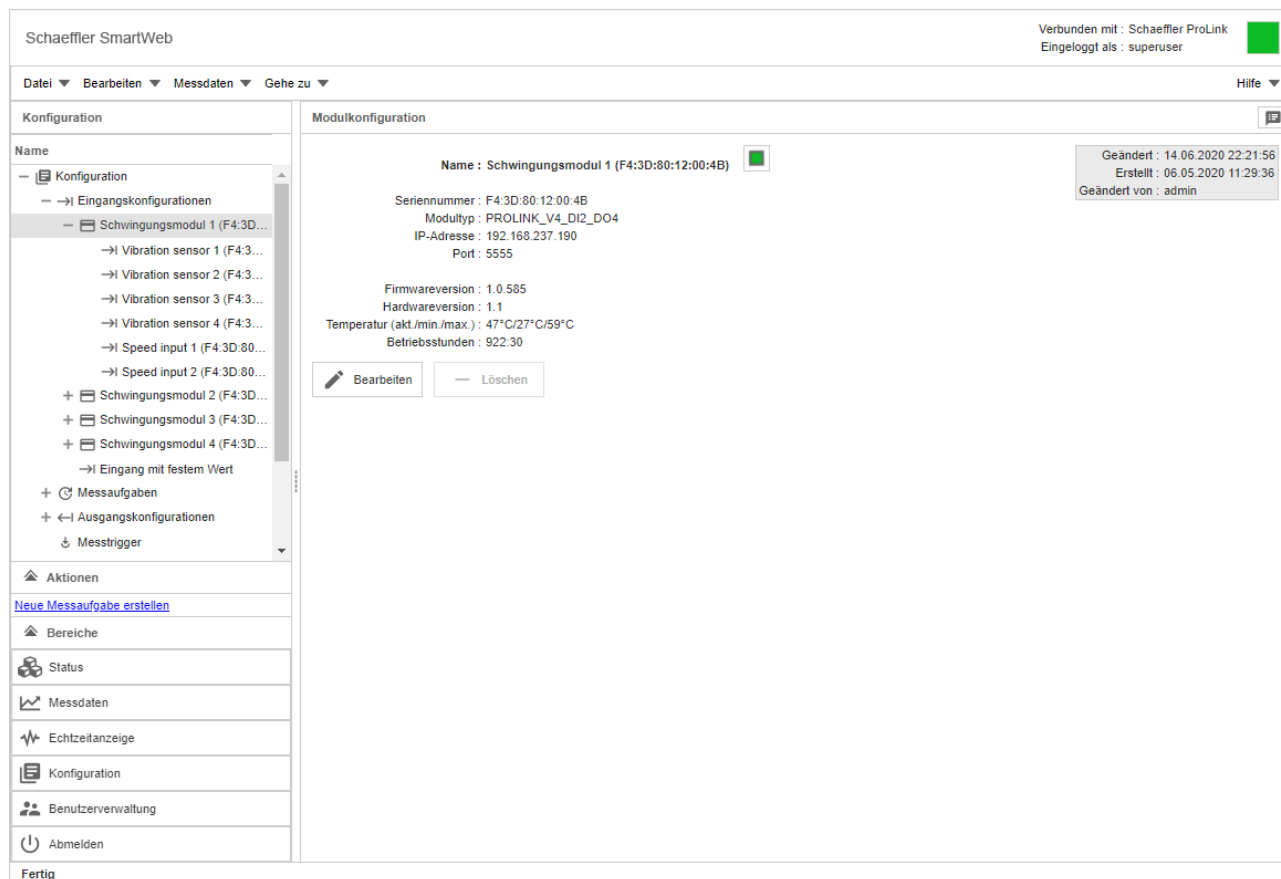 Schaeffler SmartWeb
Verbunden mit : Schaeffler ProLink
Eingeloggt als : superuser
Datei Bearbeiten Messdaten Gehe zu Hilfe
Konfiguration
Name
Konfiguration
Eingangskonfigurationen
Schwingungsmodul 1 (F4:3D...
Vibration sensor 1 (F4:3...
Vibration sensor 2 (F4:3...
Vibration sensor 3 (F4:3...
Vibration sensor 4 (F4:3...
Speed input 1 (F4:3D:80...
Speed input 2 (F4:3D:80...
Schwingungsmodul 2 (F4:3D...
Schwingungsmodul 3 (F4:3D...
Schwingungsmodul 4 (F4:3D...
Eingang mit festem Wert
Messaufgaben
Ausgangskonfigurationen
Messtrigger
Aktionen
Neue Messaufgabe erstellen
Bereiche
Status
Messdaten
Echtzeitanzeige
Konfiguration
Benutzerverwaltung
Abmelden
Modulkonfiguration
Name : Schwingungsmodul 1 (F4:3D:80:12:00:4B)
Seriennummer : F4:3D:80:12:00:4B
Modultyp : PROLINK_V4_DI2_DO4
IP-Adresse : 192.168.237.190
Port : 5555
Firmwareversion : 1.0.585
Hardwareversion : 1.1
Temperatur (akt./min./max.) : 47°C/27°C/59°C
Betriebsstunden : 922:30
Bearbeiten
Löschen
Geändert : 14.06.2020 22:21:56
Erstellt : 06.05.2020 11:29:36
Geändert von : admin
Fertig